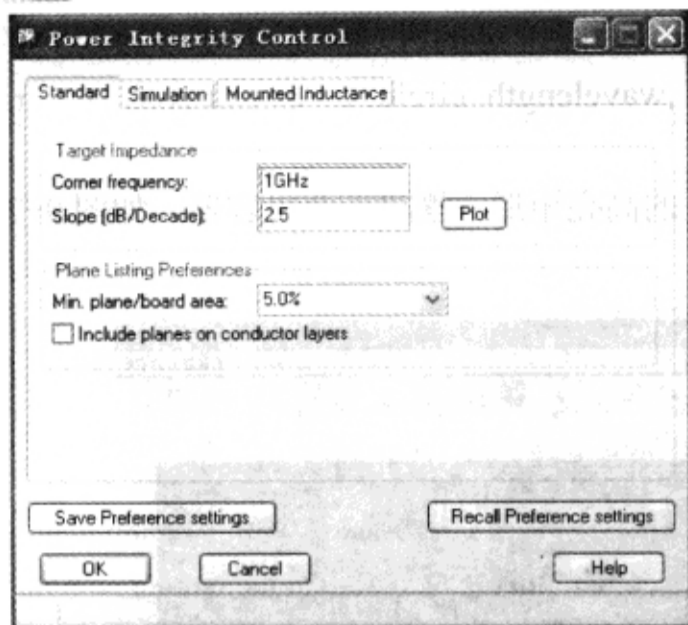 Power Integrity Control
Standard Simulation Mounted Inductance
Target Impedance
Corner frequency: 1GHz
Slope (dB/Decade): 2.5 Plot
Plane Listing Preferences
Min. plane/board area: 5.0%
Include planes on conductor layers
Save Preference settings Recall Preference settings
OK Cancel Help